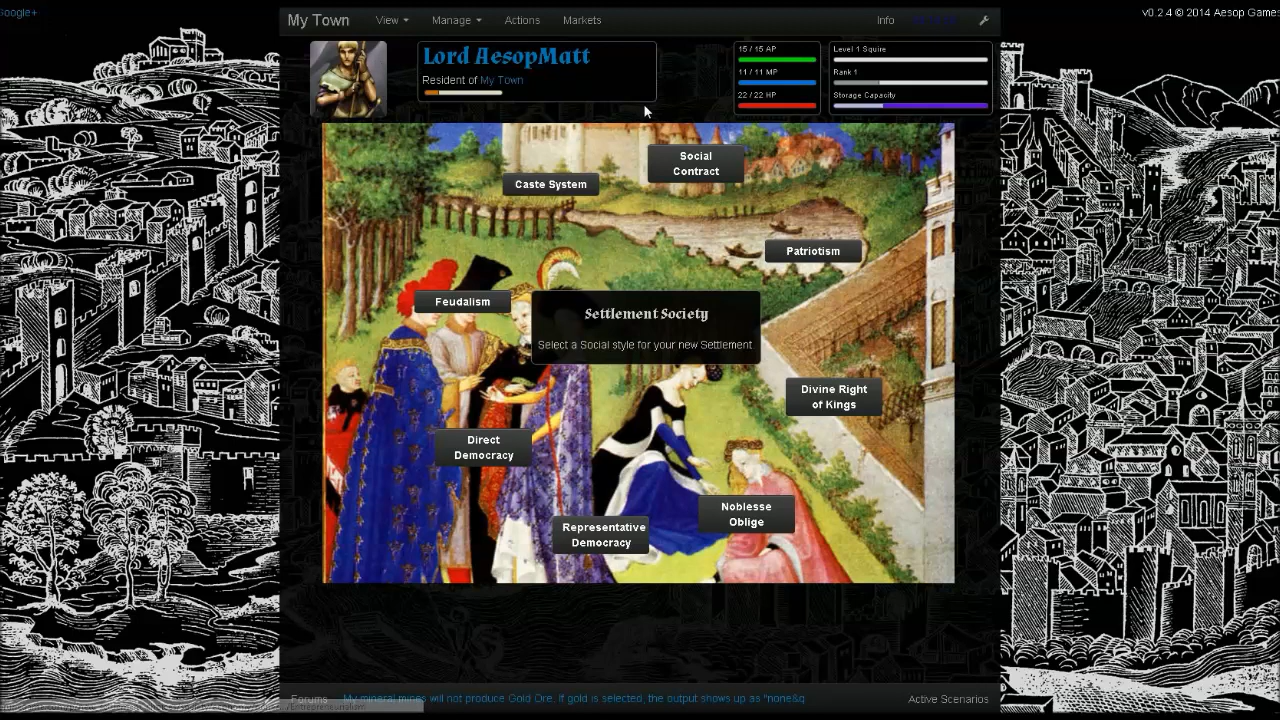 Google+
My Town
View
Manage
Actions
Markets
Info
v0.2.4 © 2014 Aesop Games
Lord AesopMatt
Resident of My Town
15 / 15 AP
11 / 11 MP
22 / 22 HP
Level 1 Squire
Rank 1
Storage Capacity
Social
Contract
Caste System
Patriotism
Feudalism
Settlement Society
Select a Social style for your new Settlement
Divine Right
of Kings
Direct
Democracy
Noblesse
Oblige
Representative
Democracy
Forums
My mineral mines will not produce Gold Ore. If gold is selected, the output shows up as "none&q
Active Scenarios
/Entrepreneurialism